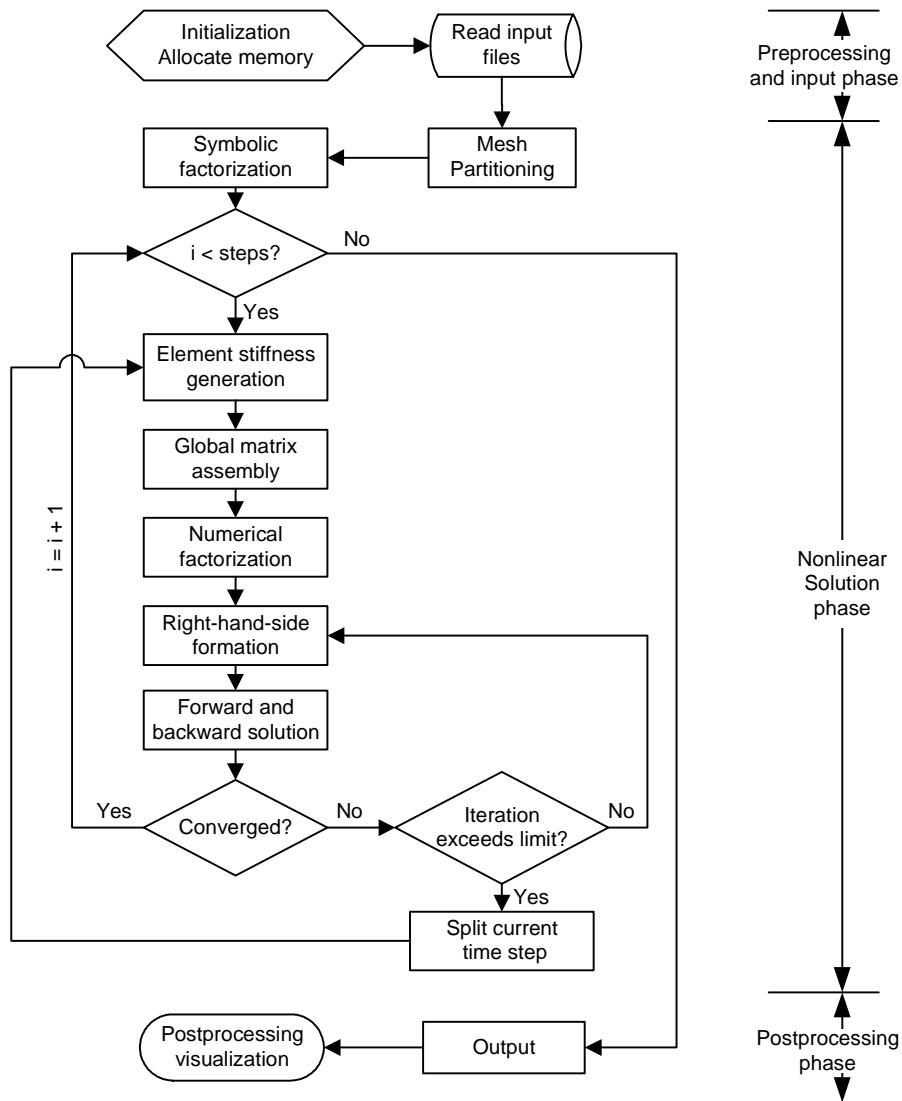 Initialization
Allocate memory
Read input
files
Preprocessing
and input phase
Symbolic
factorization
Mesh
Partitioning
i < steps?
No
Yes
Element stiffness
generation
Global matrix
assembly
i = i + 1
Numerical
factorization
Nonlinear
Solution
phase
Right-hand-side
formation
Forward and
backward solution
Yes
Converged?
No
Iteration
exceeds limit?
No
Yes
Split current
time step
Postprocessing
visualization
Output
Postprocessing
phase